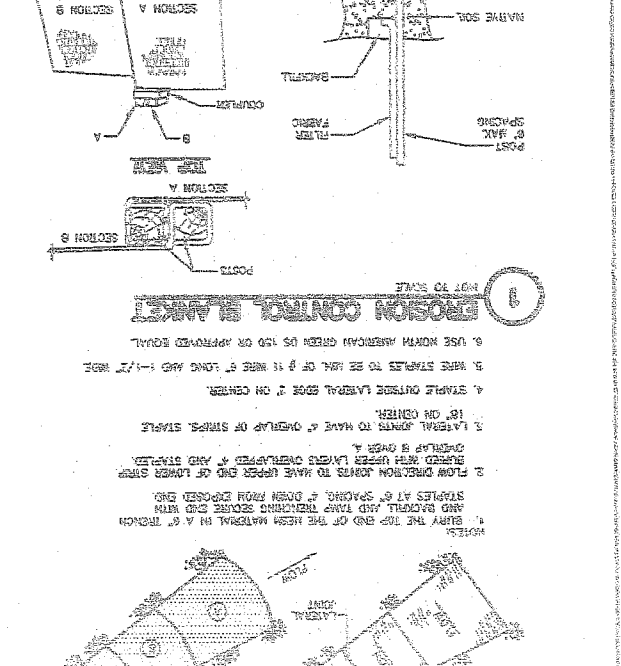 LATERAL
JOINT
FLOW
NOTES:
1. BURY THE TOP END OF THE MESH MATERIAL IN A 6" TRENCH
AND BACKFILL AND TAMP TRENCHING SECURE END WITH
STAPLES AT 6" SPACING, 4" DOWN FROM EXPOSED END.
2. FLOW DIRECTION JOINTS TO HAVE UPPER END OF LOWER STRIP
BURIED WITH UPPER LAYERS OVERLAPPED 4" AND STAPLED.
OVERLAP B OVER A
3. LATERAL JOINTS TO HAVE 4" OVERLAP OF STRIPS. STAPLE
18" ON CENTER.
4. STAPLE OUTSIDE LATERAL EDGE 2' ON CENTER.
5. WIRE STAPLES TO BE MIN. OF # 11 WIRE 6" LONG AND 1-1/2" WIDE
6. USE NORTH AMERICAN GREEN DS 150 OR APPROVED EQUAL
1
EROSION CONTROL BLANKET
NOT TO SCALE
POSTS
SECTION B
SECTION A
TOP VIEW
POST
6' MAX.
SPACING
FILTER
FABRIC
B
A
COUPLER
BACKFILL
NATIVE SOIL
SECTION A
SECTION B